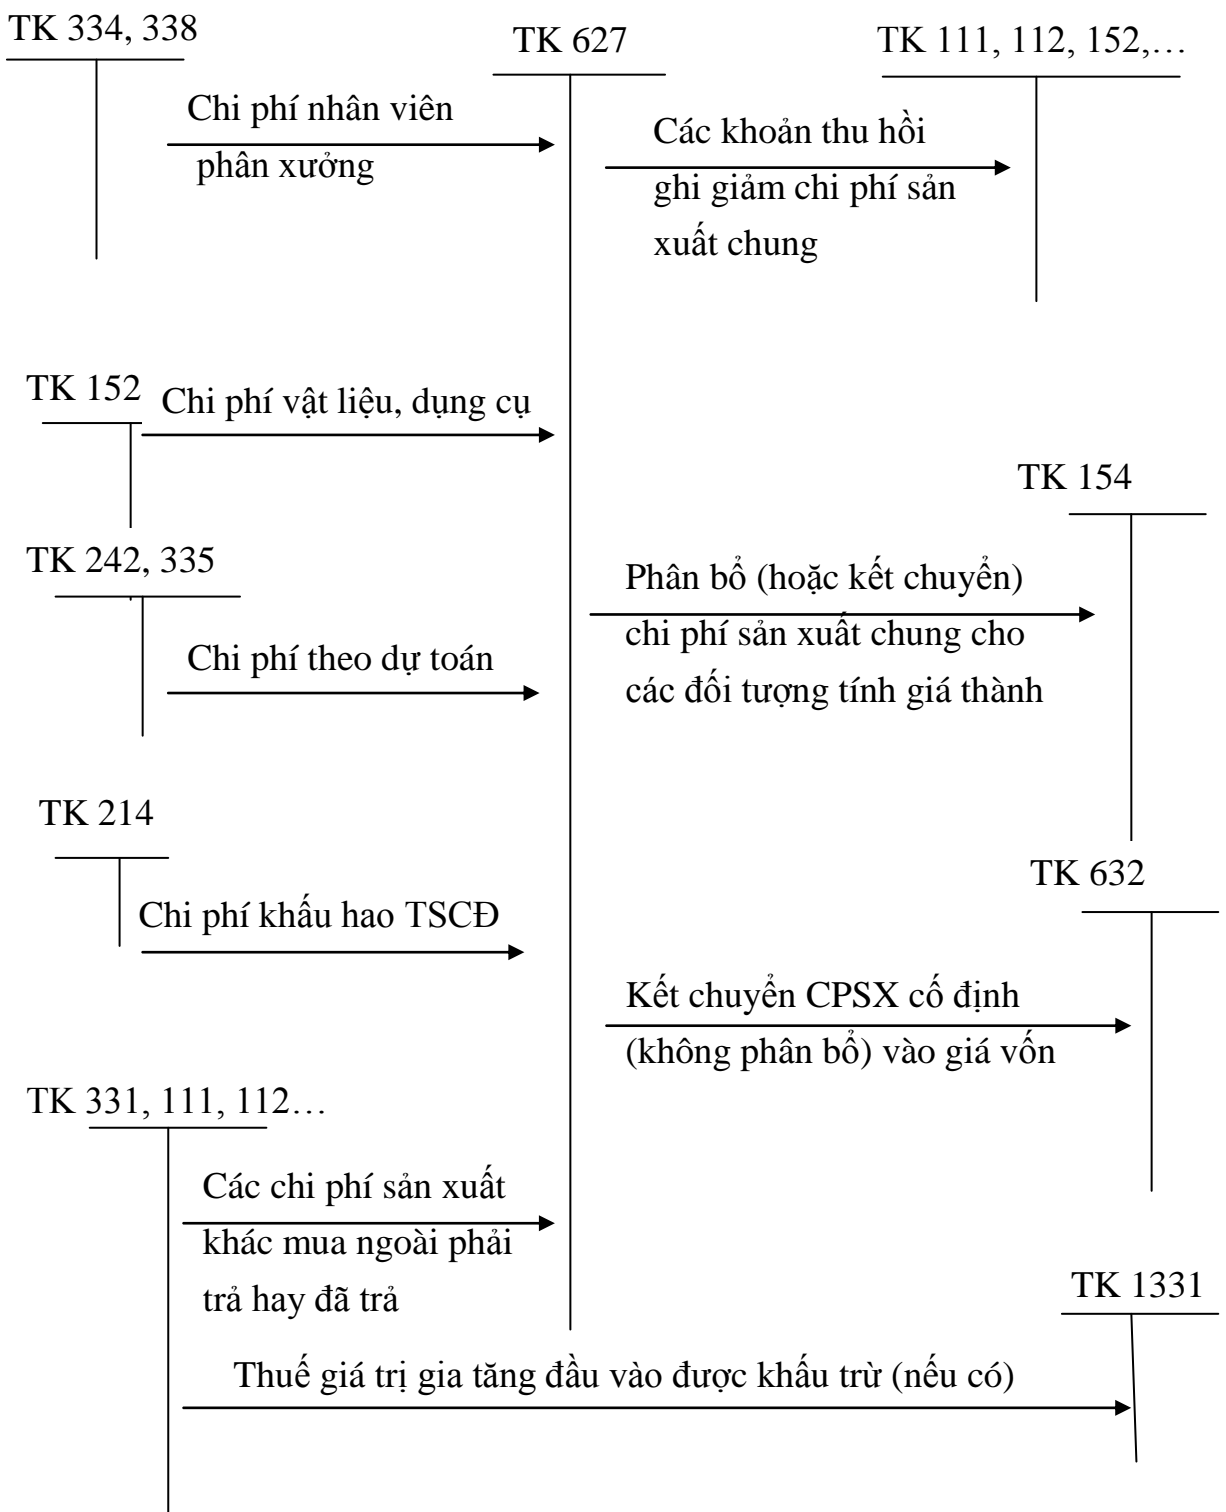 TK 334, 338
TK 627
TK 111, 112, 152,…
Chi phí nhân viên
phân xưởng
Các khoản thu hồi
ghi giảm chi phí sản
xuất chung
TK 152
Chi phí vật liệu, dụng cụ
TK 154
TK 242, 335
Chi phí theo dự toán
Phân bổ (hoặc kết chuyển)
chi phí sản xuất chung cho
các đối tượng tính giá thành
TK 214
Chi phí khấu hao TSCĐ
TK 632
Kết chuyển CPSX cố định
(không phân bổ) vào giá vốn
TK 331, 111, 112…
Các chi phí sản xuất
khác mua ngoài phải
trả hay đã trả
TK 1331
Thuế giá trị gia tăng đầu vào được khấu trừ (nếu có)